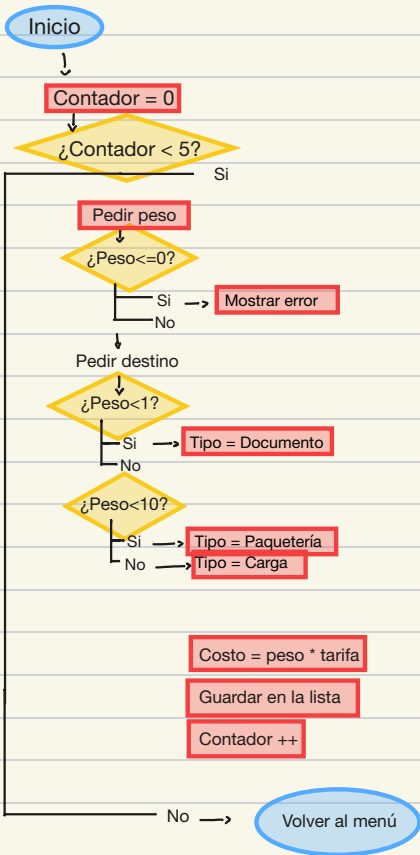 Inicio
Contador = 0
¿Contador < 5?
Si
Pedir peso
¿Peso<=0?
Si
Mostrar error
No
Pedir destino
¿Peso<1?
Si
Tipo = Documento
No
¿Peso<10?
Si
Tipo = Paquetería
No
Tipo = Carga
Costo = peso * tarifa
Guardar en la lista
Contador ++
No
Volver al menú